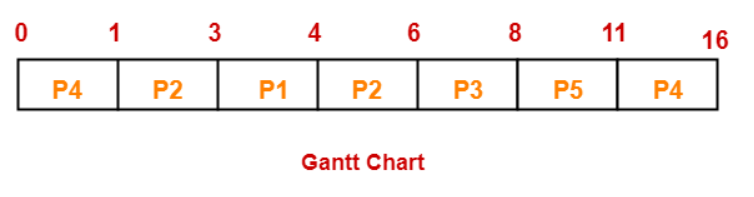 0 1 3 4 6 8 11 16
P4 P2 P1 P2 P3 P5 P4
Gantt Chart